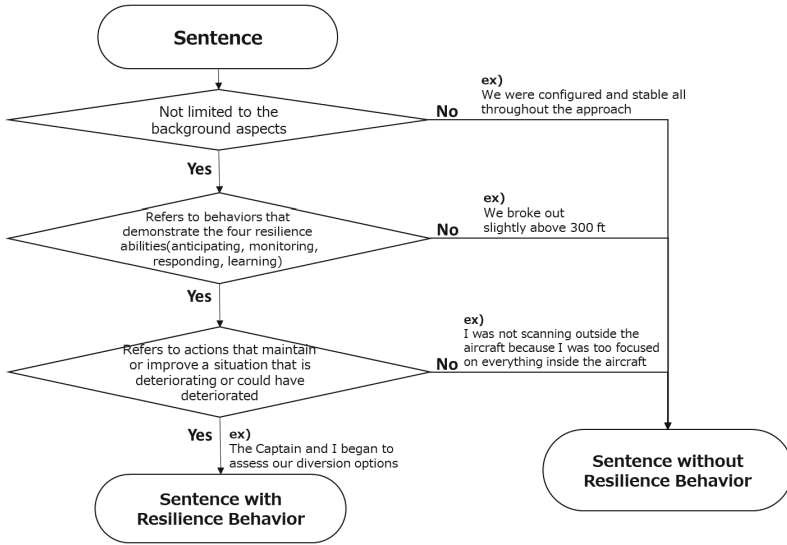 Sentence
ex)
We were configured and stable all
throughout the approach
Not limited to the
background aspects
No
Yes
ex)
We broke out
slightly above 300 ft
Refers to behaviors that
demonstrate the four resilience
abilities(anticipating, monitoring,
responding, learning)
No
Yes
ex)
I was not scanning outside the
aircraft because I was too focused
on everything inside the aircraft
Refers to actions that maintain
or improve a situation that is
deteriorating or could have
deteriorated
No
Yes
ex)
The Captain and I began to
assess our diversion options
Sentence with
Resilience Behavior
Sentence without
Resilience Behavior